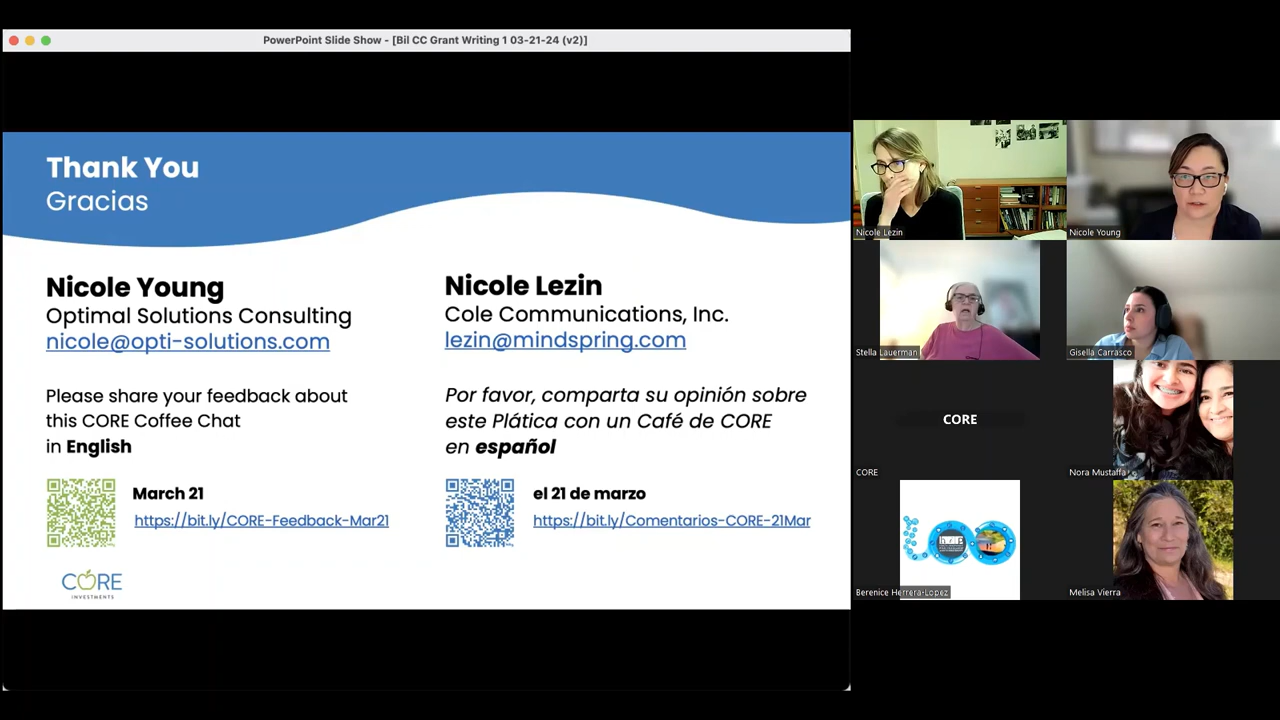 PowerPoint Slide Show - [Bil CC Grant Writing 1 03-21-24 (v2)]
Thank You
Gracias
Nicole Young
Optimal Solutions Consulting
nicole@opti-solutions.com
Please share your feedback about
this CORE Coffee Chat
in English
March 21
https://bit.ly/CORE-Feedback-Mar21
Nicole Lezin
Cole Communications, Inc.
lezin@mindspring.com
Por favor, comparta su opinión sobre
este Plática con un Café de CORE
en español
el 21 de marzo
https://bit.ly/Comentarios-CORE-21Mar
CORE
INVESTMENTS
Nicole Lezin
Nicole Young
Stella Lauerman
Gisella Carrasco
CORE
CORE
Nora Mustaffa
Berenice Herrera-Lopez
Melisa Vierra